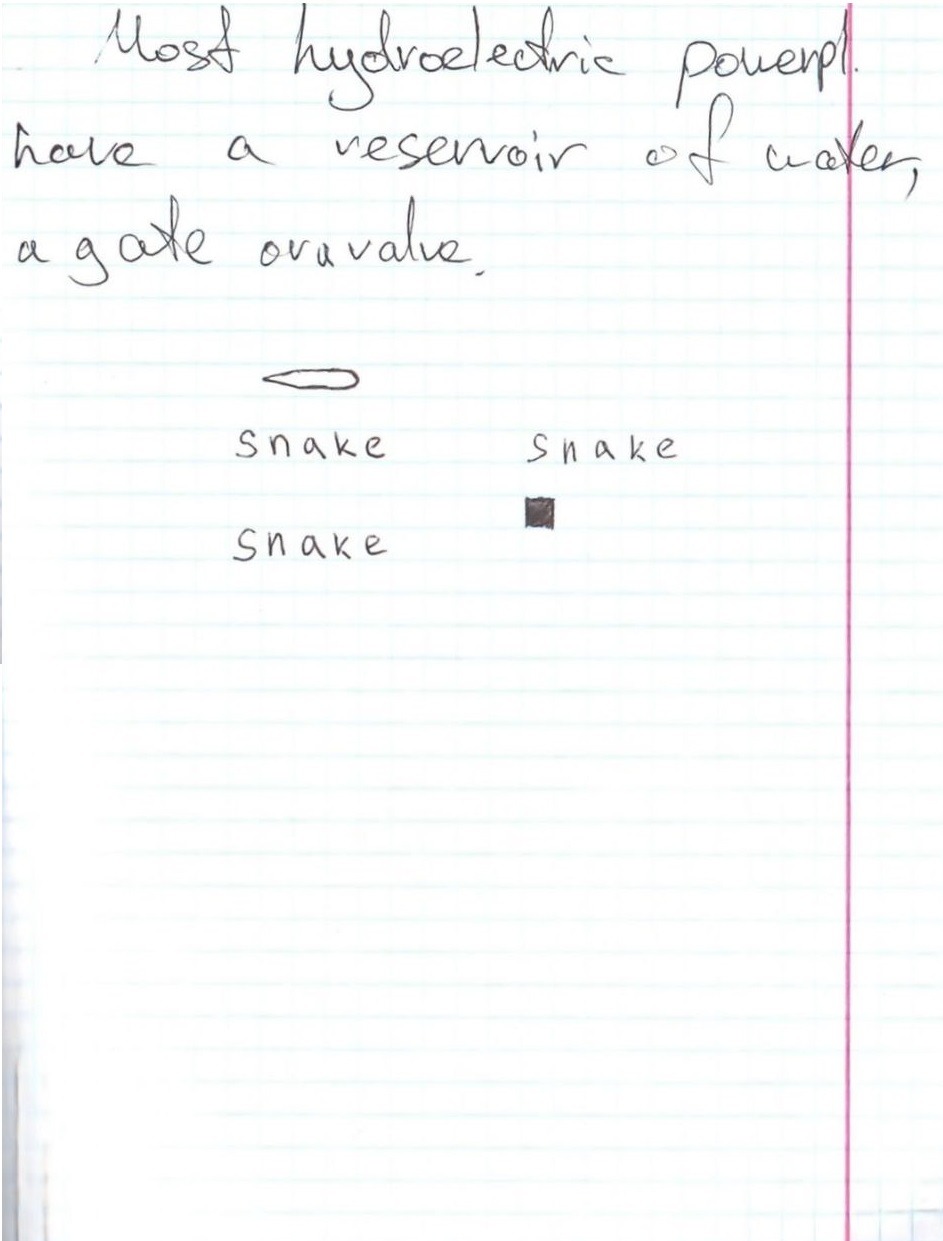 Most hydroelectric powerpl.
have a reservoir of water,
a gate or a valve.
snake snake
snake